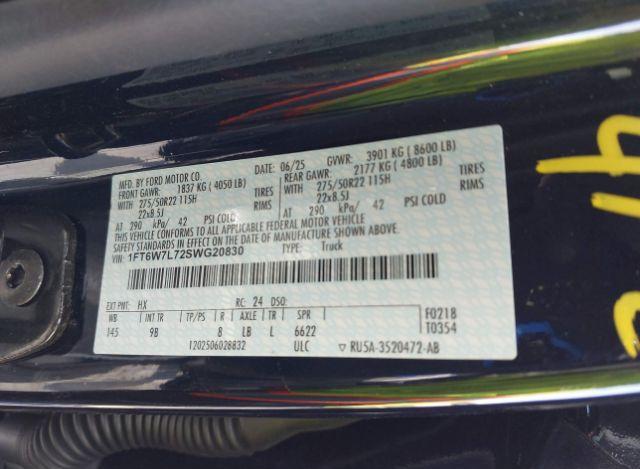 MFD. BY FORD MOTOR CO.
DATE: 06/25 GVWR: 3901 KG ( 8600 LB)
FRONT GAWR: 1837 KG ( 4050 LB)
REAR GAWR: 2177 KG ( 4800 LB)
WITH TIRES WITH TIRES
275/50R22 115H 275/50R22 115H
22x8.5J RIMS 22x8.5J RIMS
AT 290 kPa/ 42 PSI COLD AT 290 kPa/ 42 PSI COLD
THIS VEHICLE CONFORMS TO ALL APPLICABLE FEDERAL MOTOR VEHICLE
SAFETY STANDARDS IN EFFECT ON THE DATE OF MANUFACTURE SHOWN ABOVE.
VIN: 1FT6W7L72SWG20830 TYPE: Truck
EXT PNT: HX RC: 24 DSO:
WB INT TR TP/PS R AXLE TR SPR F0218
145 9B 8 LB L 6622 T0354
1202506028832 ULC ▽ RU5A-3520472-AB